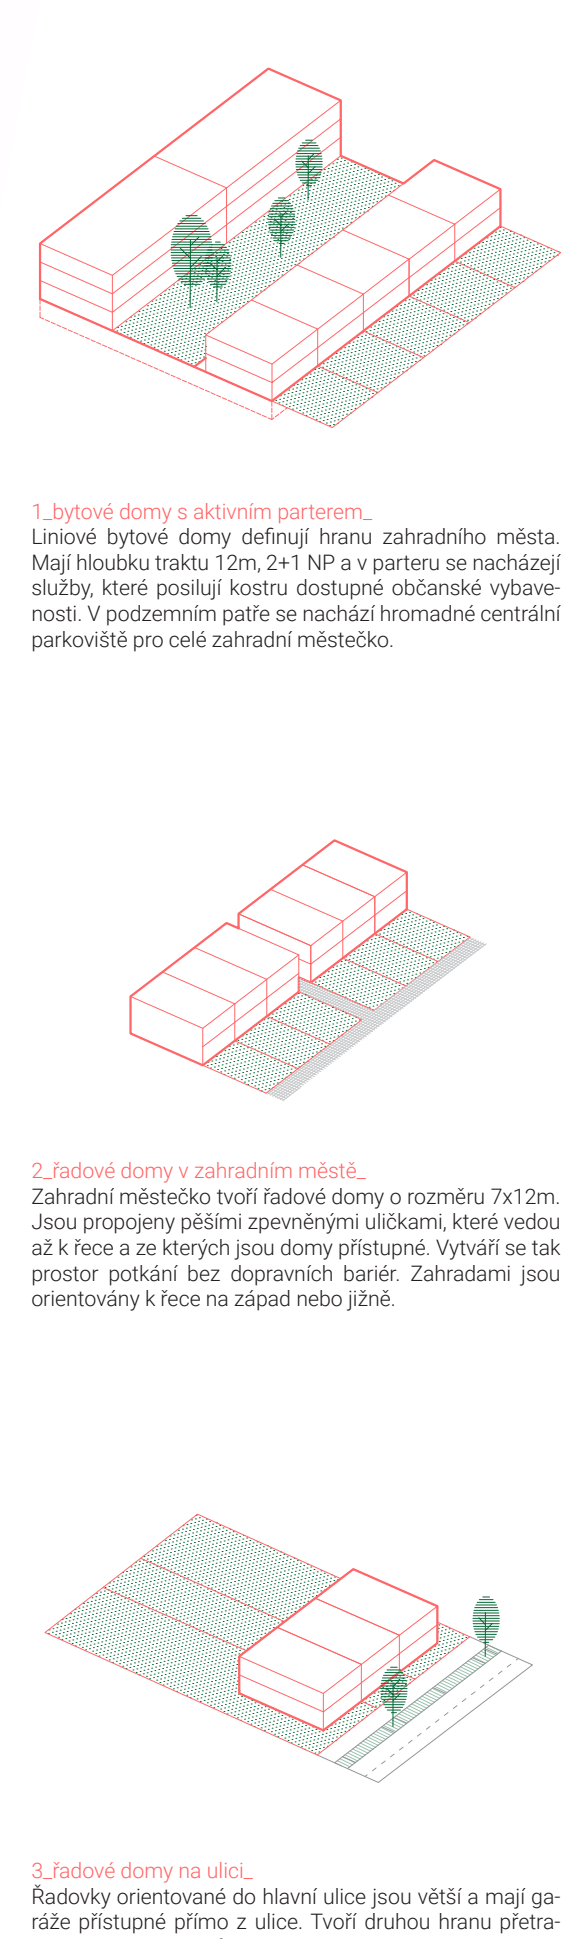 1_bytové domy s aktivním parterem_
Liniové bytové domy definují hranu zahradního města.
Mají hloubku traktu 12m, 2+1 NP a v parteru se nacházejí
služby, které posilují kostru dostupné občanské vybave-
nosti. V podzemním patře se nachází hromadné centrální
parkoviště pro celé zahradní městečko.
2_řadové domy v zahradním městě_
Zahradní městečko tvoří řadové domy o rozměru 7x12m.
Jsou propojeny pěšími zpevněnými uličkami, které vedou
až k řece a ze kterých jsou domy přístupné. Vytváří se tak
prostor potkání bez dopravních bariér. Zahradami jsou
orientovány k řece na západ nebo jižně.
3_řadové domy na ulici_
Řadovky orientované do hlavní ulice jsou větší a mají ga-
ráže přístupné přímo z ulice. Tvoří druhou hranu přetra-